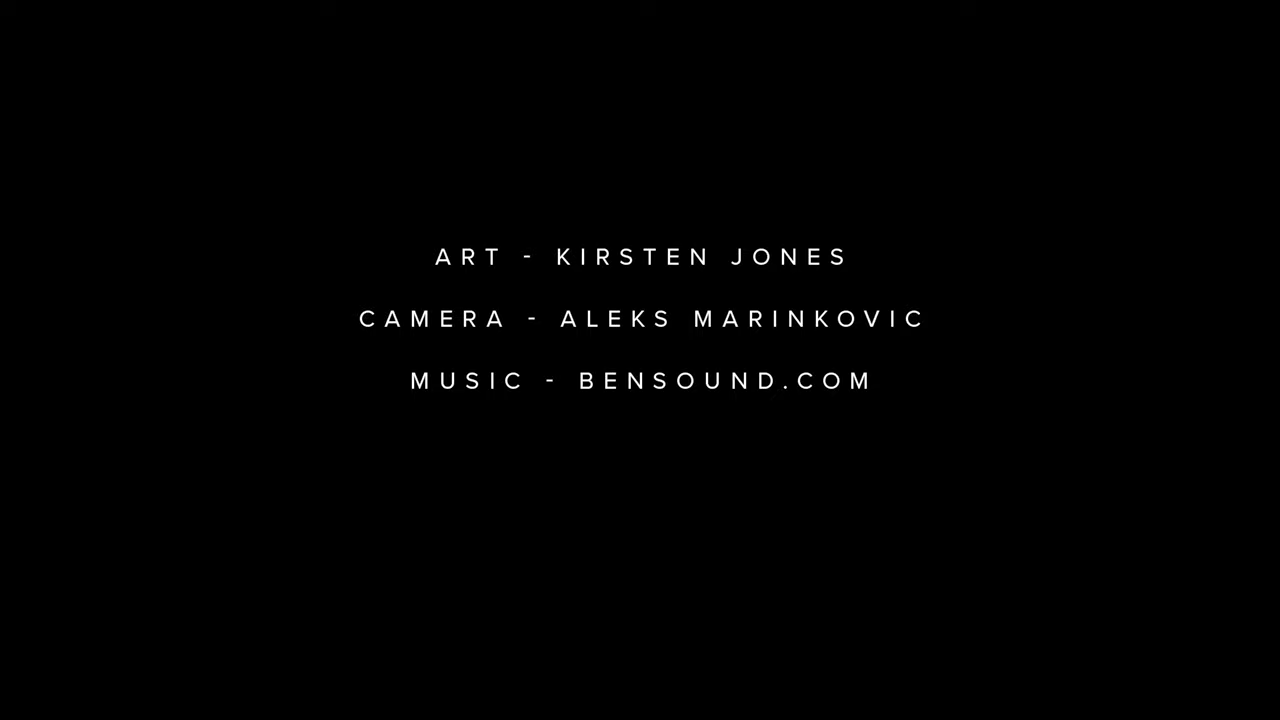 ART - KIRSTEN JONES
CAMERA - ALEKS MARINKOVIC
MUSIC - BENSOUND.COM